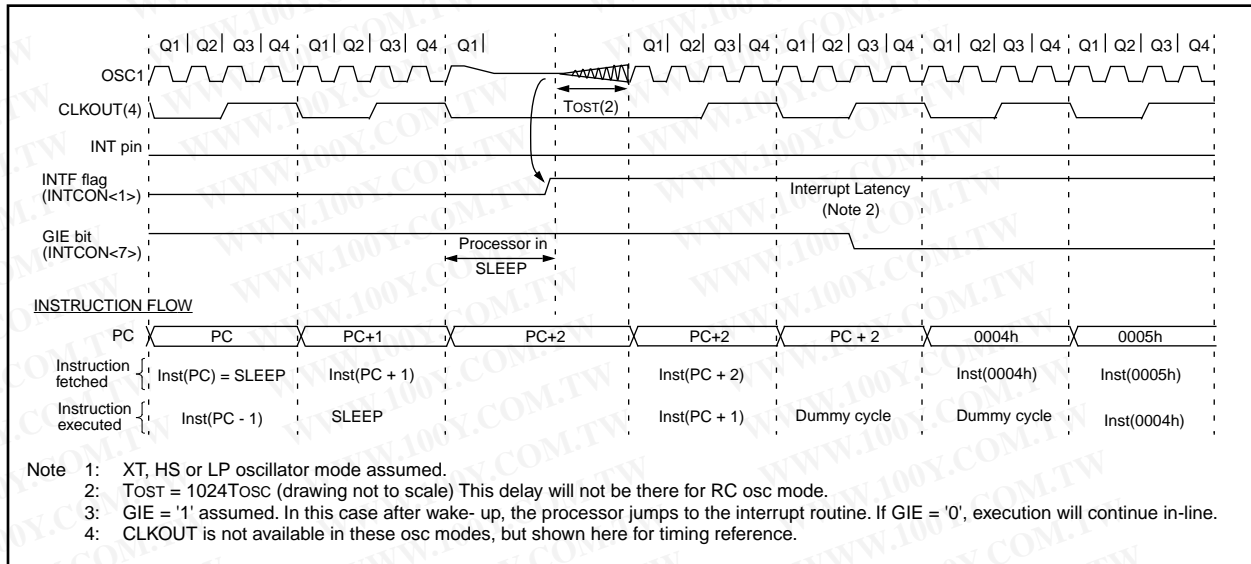 Q1 Q2 Q3 Q4 Q1 Q2 Q3 Q4 Q1 Q1 Q2 Q3 Q4 Q1 Q2 Q3 Q4 Q1 Q2 Q3 Q4 Q1 Q2 Q3 Q4
OSC1
TOST(2)
CLKOUT(4)
INT pin
INTF flag
(INTCON<1>)
Interrupt Latency
(Note 2)
GIE bit
(INTCON<7>)
Processor in
SLEEP
INSTRUCTION FLOW
PC PC PC+1 PC+2 PC+2 PC + 2 0004h 0005h
Instruction
fetched
Inst(PC) = SLEEP Inst(PC + 1) Inst(PC + 2) Inst(0004h) Inst(0005h)
Instruction
executed
Inst(PC - 1) SLEEP Inst(PC + 1) Dummy cycle Dummy cycle Inst(0004h)
Note 1: XT, HS or LP oscillator mode assumed.
2: TOST = 1024TOSC (drawing not to scale) This delay will not be there for RC osc mode.
3: GIE = '1' assumed. In this case after wake- up, the processor jumps to the interrupt routine. If GIE = '0', execution will continue in-line.
4: CLKOUT is not available in these osc modes, but shown here for timing reference.
WWW.100Y.COM.TW